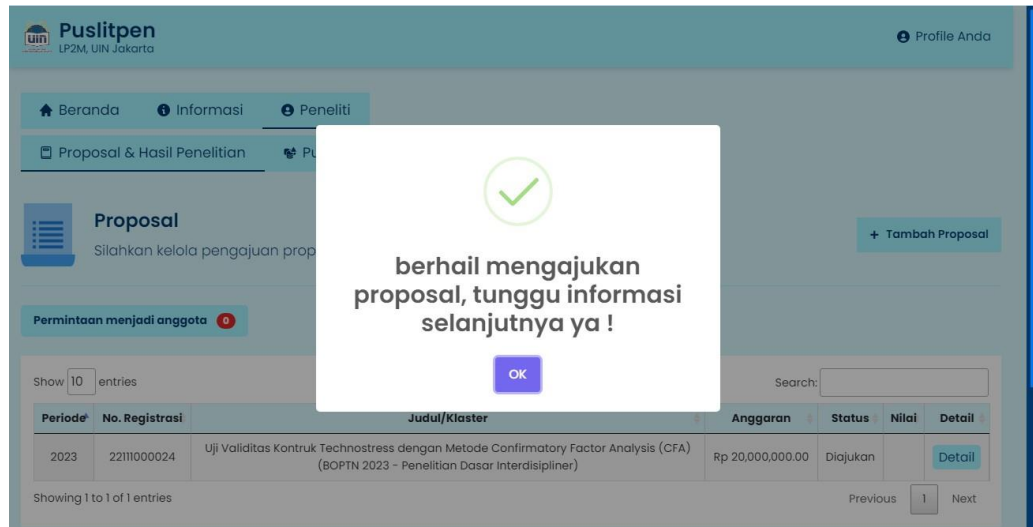 Puslitpen
LP2M, UIN Jakarta
Profile Anda
Beranda Informasi Peneliti
Proposal & Hasil Penelitian
Proposal
Silahkan kelola pengajuan
+ Tambah Proposal
berhail mengajukan
proposal, tunggu informasi
selanjutnya ya !
OK
Permintaan menjadi anggota 0
Show 10 entries
Search:
Periode No. Registrasi Judul/Klaster Anggaran Status Nilai Detail
2023 22111000024 Uji Validitas Kontruk Technostress dengan Metode Confirmatory Factor Analysis (CFA) Rp 20,000,000.00 Diajukan Detail
(BOPTN 2023 - Penelitian Dasar Interdisipliner)
Showing 1 to 1 of 1 entries
Previous 1 Next